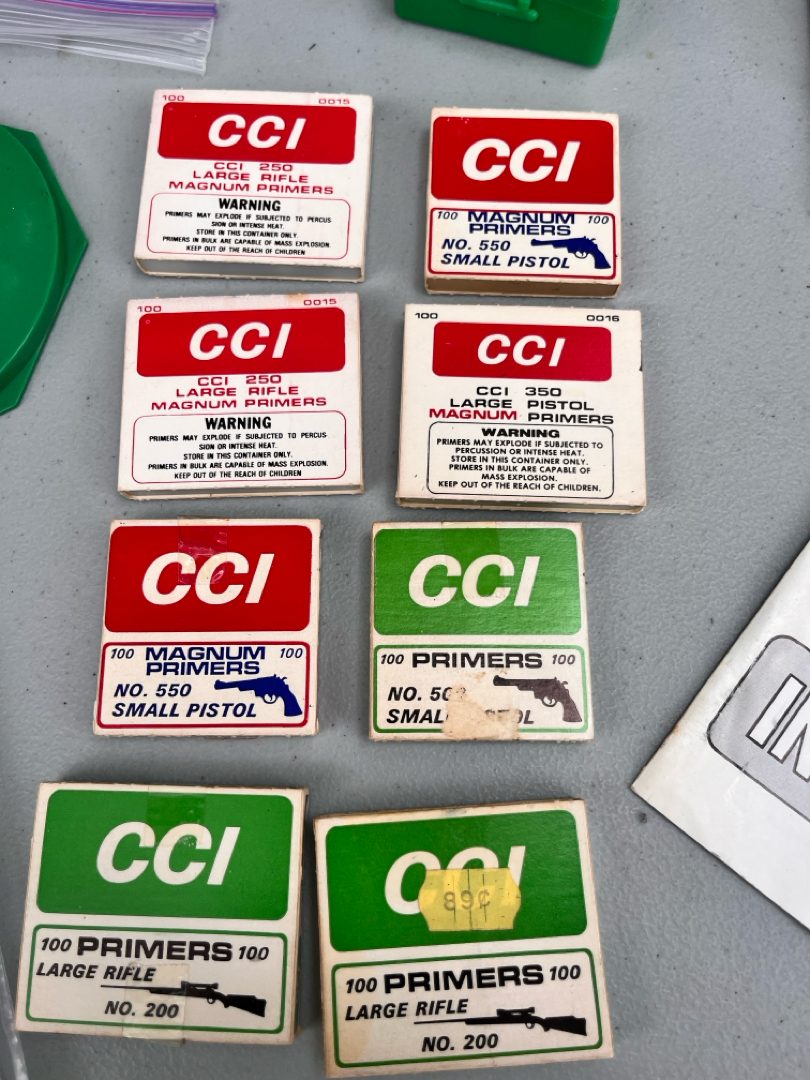 100 0015
CCI
CCI 250
LARGE RIFLE
MAGNUM PRIMERS
WARNING
PRIMERS MAY EXPLODE IF SUBJECTED TO PERCUS
SION OR INTENSE HEAT.
STORE IN THIS CONTAINER ONLY.
PRIMERS IN BULK ARE CAPABLE OF MASS EXPLOSION.
KEEP OUT OF THE REACH OF CHILDREN
CCI
100 MAGNUM 100
PRIMERS
NO. 550
SMALL PISTOL
100 0015
CCI
CCI 250
LARGE RIFLE
MAGNUM PRIMERS
WARNING
PRIMERS MAY EXPLODE IF SUBJECTED TO PERCUS
SION OR INTENSE HEAT.
STORE IN THIS CONTAINER ONLY.
PRIMERS IN BULK ARE CAPABLE OF MASS EXPLOSION.
KEEP OUT OF THE REACH OF CHILDREN
100 0016
CCI
CCI 350
LARGE PISTOL
MAGNUM PRIMERS
WARNING
PRIMERS MAY EXPLODE IF SUBJECTED TO
PERCUSSION OR INTENSE HEAT.
STORE IN THIS CONTAINER ONLY.
PRIMERS IN BULK ARE CAPABLE OF
MASS EXPLOSION.
KEEP OUT OF THE REACH OF CHILDREN.
CCI
100 MAGNUM 100
PRIMERS
NO. 550
SMALL PISTOL
CCI
100 PRIMERS 100
NO.
CCI
100 PRIMERS 100
LARGE RIFLE
NO. 200
CCI
89¢
100 PRIMERS 100
LARGE RIFLE
NO. 200